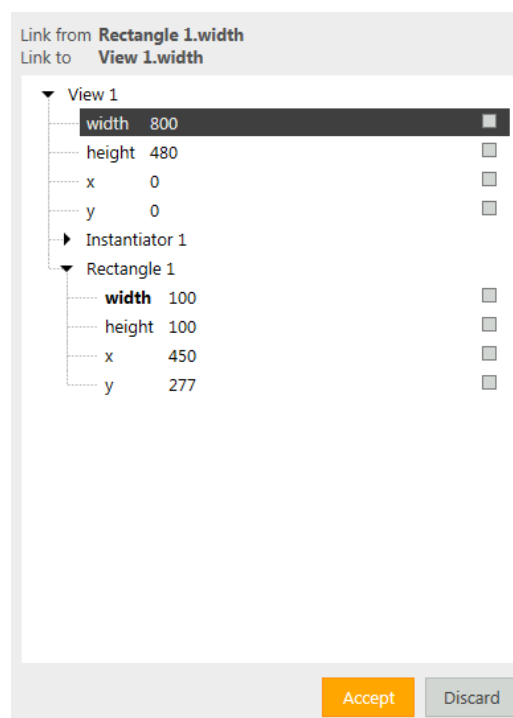 Link from Rectangle 1.width
Link to View 1.width
View 1
width 800
height 480
x 0
y 0
Instantiator 1
Rectangle 1
width 100
height 100
x 450
y 277
Accept Discard